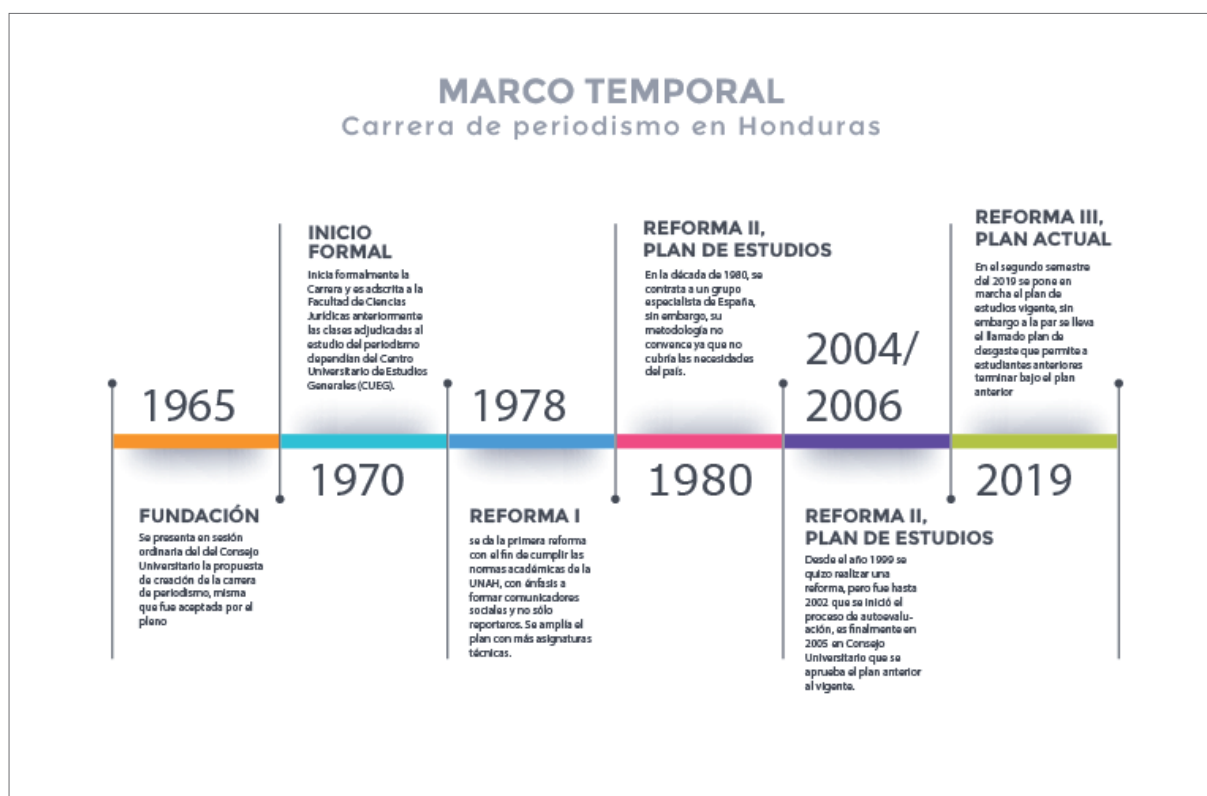 MARCO TEMPORAL
Carrera de periodismo en Honduras
1965
FUNDACIÓN
Se presenta en sesión
ordinaria del del Consejo
Universitario la propuesta
de creación de la carrera
de periodismo, misma
que fue aceptada por el
pleno
INICIO
FORMAL
Inicia formalmente la
Carrera y es adscrita a la
Facultad de Ciencias
Jurídicas anteriormente
las clases adjudicadas al
estudio del periodismo
dependían del Centro
Universitario de Estudios
Generales (CUEG).
1970
1978
REFORMA I
se da la primera reforma
con el fin de cumplir las
normas académicas de la
UNAH, con énfasis a
formar comunicadores
sociales y no sólo
reporteros. Se amplía el
plan con más asignaturas
técnicas.
REFORMA II,
PLAN DE ESTUDIOS
En la década de 1980, se
contrata a un grupo
especialista de España,
sin embargo, su
metodología no
convence ya que no
cubría las necesidades
del país.
1980
2004/
2006
REFORMA II,
PLAN DE ESTUDIOS
Desde el año 1999 se
quizo realizar una
reforma, pero fue hasta
2002 que se inició el
proceso de autoevalu-
ación, es finalmente en
2005 en Consejo
Universitario que se
aprueba el plan anterior
al vigente.
REFORMA III,
PLAN ACTUAL
En el segundo semestre
del 2019 se pone en
marcha el plan de
estudios vigente, sin
embargo a la par se lleva
el llamado plan de
desgaste que permite a
estudiantes anteriores
terminar bajo el plan
anterior
2019